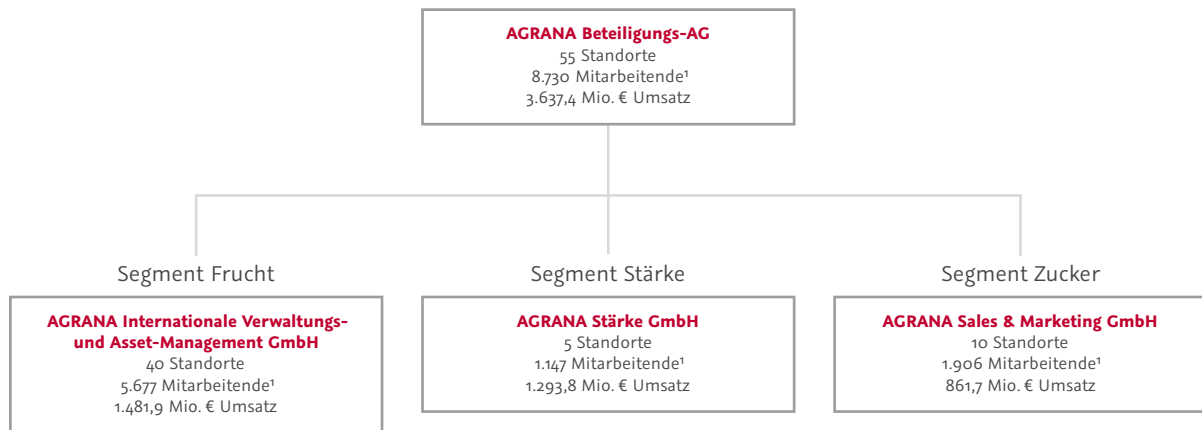 AGRANA Beteiligungs-AG
55 Standorte
8.730 Mitarbeitende¹
3.637,4 Mio. € Umsatz
Segment Frucht
AGRANA Internationale Verwaltungs-
und Asset-Management GmbH
40 Standorte
5.677 Mitarbeitende¹
1.481,9 Mio. € Umsatz
Segment Stärke
AGRANA Stärke GmbH
5 Standorte
1.147 Mitarbeitende¹
1.293,8 Mio. € Umsatz
Segment Zucker
AGRANA Sales & Marketing GmbH
10 Standorte
1.906 Mitarbeitende¹
861,7 Mio. € Umsatz